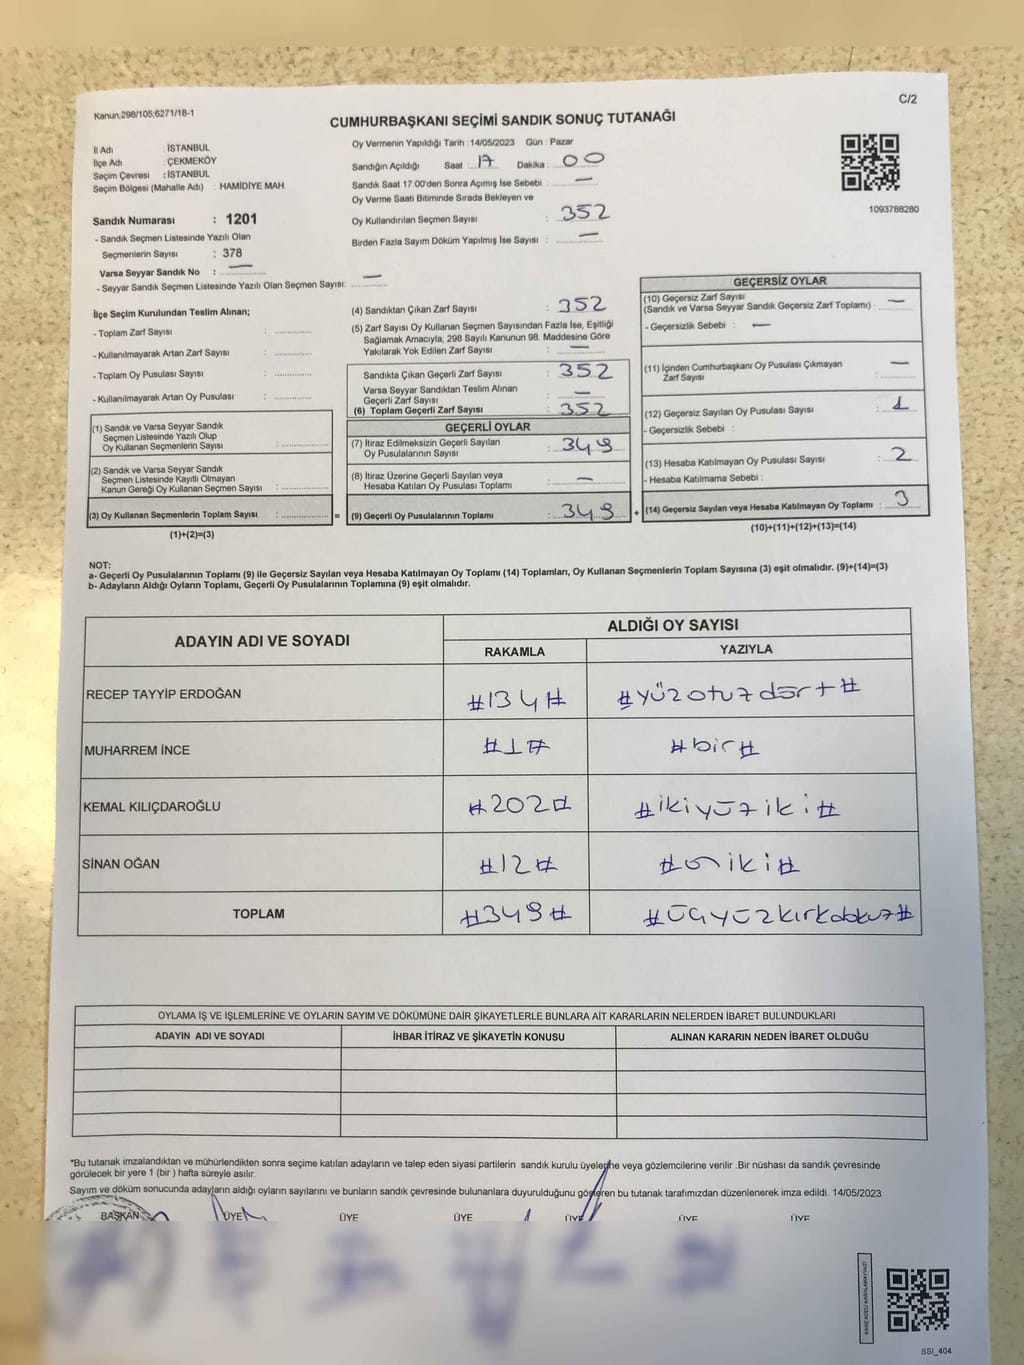 C/2
Kanun,298/105,6271/18-1
CUMHURBAŞKANI SEÇİMİ SANDIK SONUÇ TUTANAĞI
İl Adı : İSTANBUL
İlçe Adı : ÇEKMEKÖY
Seçim Çevresi : İSTANBUL
Seçim Bölgesi (Mahalle Adı) : HAMİDİYE MAH.
Sandık Numarası : 1201
- Sandık Seçmen Listesinde Yazılı Olan
Seçmenlerin Sayısı : 378
Varsa Seyyar Sandık No : —
- Seyyar Sandık Seçmen Listesinde Yazılı Olan Seçmen Sayısı: —
Oy Vermenin Yapıldığı Tarih :14/05/2023 Gün : Pazar
Sandığın Açıldığı Saat : 17 Dakika : 00
Sandık Saat 17:00'den Sonra Açımış İse Sebebi : —
Oy Verme Saati Bitiminde Sırada Bekleyen ve
Oy Kullandırılan Seçmen Sayısı : 352
Birden Fazla Sayım Döküm Yapılmış İse Sayısı : —
1093788280
İlçe Seçim Kurulundan Teslim Alınan;
- Toplam Zarf Sayısı :
- Kullanılmayarak Artan Zarf Sayısı :
- Toplam Oy Pusulası Sayısı :
- Kullanılmayarak Artan Oy Pusulası :
(1) Sandık ve Varsa Seyyar Sandık
Seçmen Listesinde Yazılı Olup
Oy Kullanan Seçmenlerin Sayısı :
(2) Sandık ve Varsa Seyyar Sandık
Seçmen Listesinde Kayıtlı Olmayan
Kanun Gereği Oy Kullanan Seçmen Sayısı :
(3) Oy Kullanan Seçmenlerin Toplam Sayısı : =
(1)+(2)=(3)
(4) Sandıktan Çıkan Zarf Sayısı : 352
(5) Zarf Sayısı Oy Kullanan Seçmen Sayısından Fazla İse, Eşitliği
Sağlamak Amacıyla; 298 Sayılı Kanunun 98. Maddesine Göre
Yakılarak Yok Edilen Zarf Sayısı : —
Sandıkta Çıkan Geçerli Zarf Sayısı : 352
Varsa Seyyar Sandıktan Teslim Alınan
Geçerli Zarf Sayısı : —
(6) Toplam Geçerli Zarf Sayısı : 352
GEÇERLİ OYLAR
(7) İtiraz Edilmeksizin Geçerli Sayılan
Oy Pusulalarının Sayısı : 349
(8) İtiraz Üzerine Geçerli Sayılan veya
Hesaba Katılan Oy Pusulası Toplamı : —
(9) Geçerli Oy Pusulalarının Toplamı : 349 +
GEÇERSİZ OYLAR
(10) Geçersiz Zarf Sayısı
(Sandık ve Varsa Seyyar Sandık Geçersiz Zarf Toplamı) : —
- Geçersizlik Sebebi : —
(11) İçinden Cumhurbaşkanı Oy Pusulası Çıkmayan
Zarf Sayısı : —
(12) Geçersiz Sayılan Oy Pusulası Sayısı : 1
- Geçersizlik Sebebi :
(13) Hesaba Katılmayan Oy Pusulası Sayısı : 2
- Hesaba Katılmama Sebebi :
(14) Geçersiz Sayılan veya Hesaba Katılmayan Oy Toplamı : 3
(10)+(11)+(12)+(13)=(14)
NOT:
a- Geçerli Oy Pusulalarının Toplamı (9) ile Geçersiz Sayılan veya Hesaba Katılmayan Oy Toplamı (14) Toplamları, Oy Kullanan Seçmenlerin Toplam Sayısına (3) eşit olmalıdır. (9)+(14)=(3)
b- Adayların Aldığı Oyların Toplamı, Geçerli Oy Pusulalarının Toplamına (9) eşit olmalıdır.
ADAYIN ADI VE SOYADI
ALDIĞI OY SAYISI
RAKAMLA YAZIYLA
RECEP TAYYİP ERDOĞAN #134# #yüzotuzdört#
MUHARREM İNCE #1# #bir#
KEMAL KILIÇDAROĞLU #202# #ikiyüziki#
SİNAN OĞAN #12# #oniki#
TOPLAM #349# #üçyüzkırkdokuz#
OYLAMA İŞ VE İŞLEMLERİNE VE OYLARIN SAYIM VE DÖKÜMÜNE DAİR ŞİKAYETLERLE BUNLARA AİT KARARLARIN NELERDEN İBARET BULUNDUKLARI
ADAYIN ADI VE SOYADI İHBAR İTİRAZ VE ŞİKAYETİN KONUSU ALINAN KARARIN NEDEN İBARET OLDUĞU
*Bu tutanak imzalandıktan ve mühürlendikten sonra seçime katılan adayların ve talep eden siyasi partilerin sandık kurulu üyelerine veya gözlemcilerine verilir .Bir nüshası da sandık çevresinde
görülecek bir yere 1 (bir ) hafta süreyle asılır.
Sayım ve döküm sonucunda adayların aldığı oyların sayılarını ve bunların sandık çevresinde bulunanlara duyurulduğunu gösteren bu tutanak tarafımızdan düzenlenerek imza edildi. 14/05/2023
BAŞKAN ÜYE ÜYE ÜYE ÜYE ÜYE ÜYE
KARE KODU KARALAMAYINIZ!
SSI_404